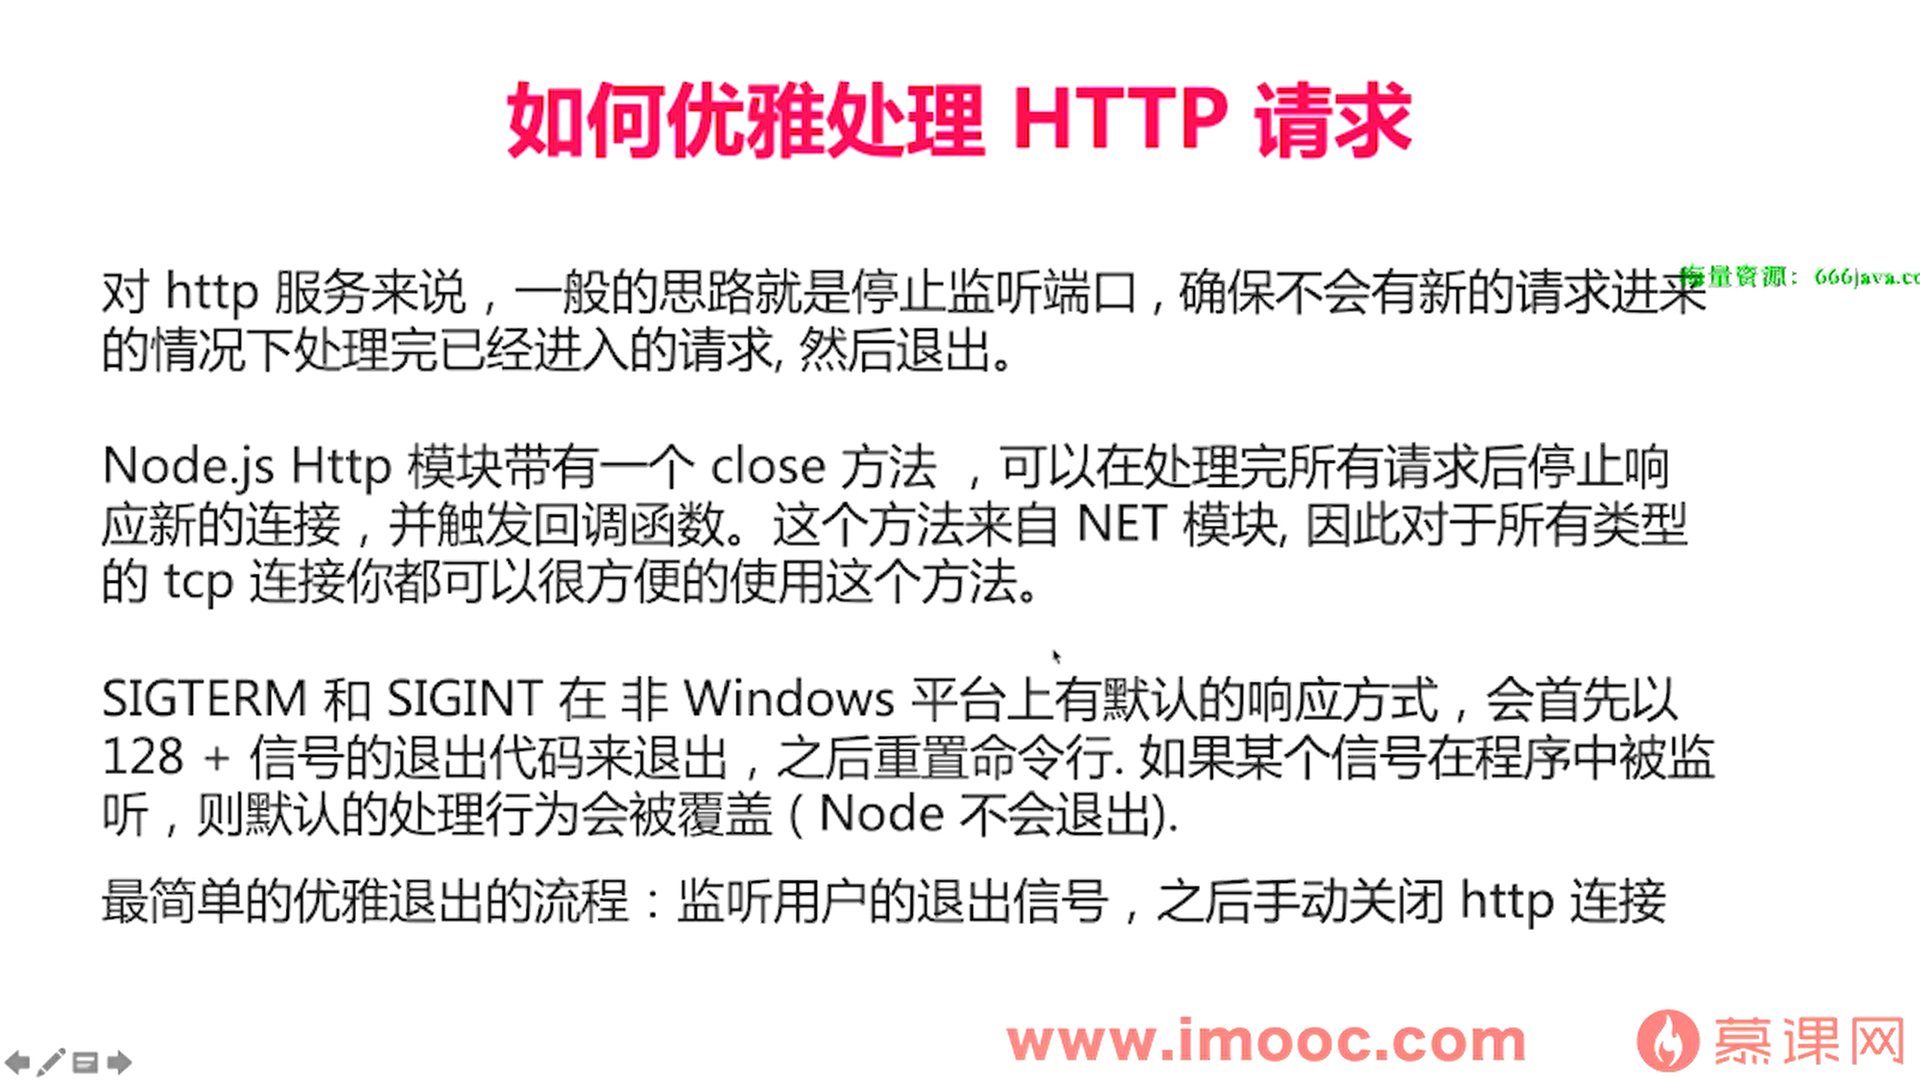 如何优雅处理 HTTP 请求
对 http 服务来说，一般的思路就是停止监听端口，确保不会有新的请求进来
海量资源：666java.co
的情况下处理完已经进入的请求, 然后退出。
Node.js Http 模块带有一个 close 方法 ，可以在处理完所有请求后停止响
应新的连接，并触发回调函数。这个方法来自 NET 模块, 因此对于所有类型
的 tcp 连接你都可以很方便的使用这个方法。
SIGTERM 和 SIGINT 在 非 Windows 平台上有默认的响应方式，会首先以
128 + 信号的退出代码来退出，之后重置命令行. 如果某个信号在程序中被监
听，则默认的处理行为会被覆盖 ( Node 不会退出).
最简单的优雅退出的流程：监听用户的退出信号，之后手动关闭 http 连接
www.imooc.com
慕课网